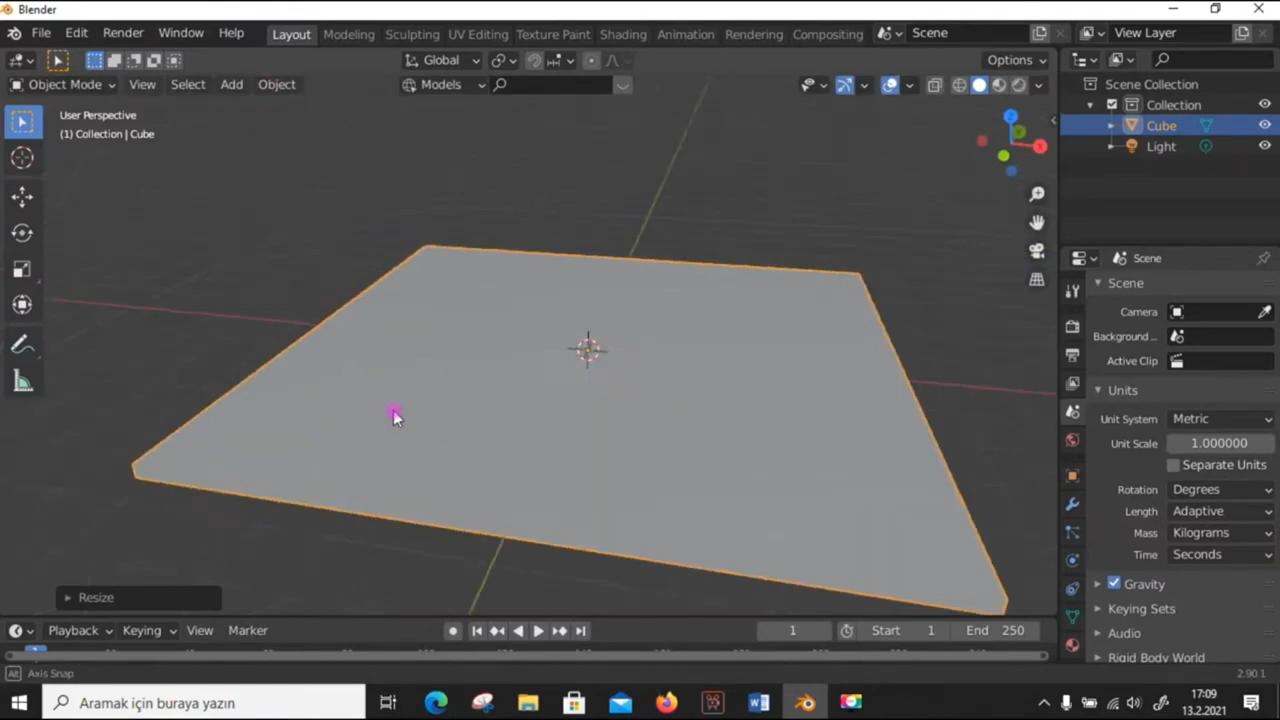 Blender
File Edit Render Window Help Layout Modeling Sculpting UV Editing Texture Paint Shading Animation Rendering Compositing Scene View Layer
Global Options
Object Mode View Select Add Object Models
User Perspective
(1) Collection | Cube
Z
X
Scene Collection
Collection
Cube
Light
Scene
Scene
Camera
Background ...
Active Clip
Units
Unit System Metric
Unit Scale 1.000000
Separate Units
Rotation Degrees
Length Adaptive
Mass Kilograms
Time Seconds
Gravity
Keying Sets
Audio
Rigid Body World
Resize
Playback Keying View Marker 1 Start 1 End 250
Alt Axis Snap 2.90.1
Aramak için buraya yazın
17:09
13.2.2021